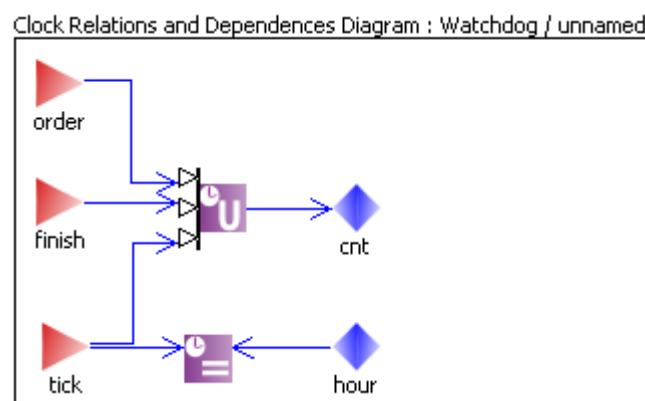 Clock Relations and Dependences Diagram : Watchdog / unnamed
order
U
finish
cnt
=
tick
hour